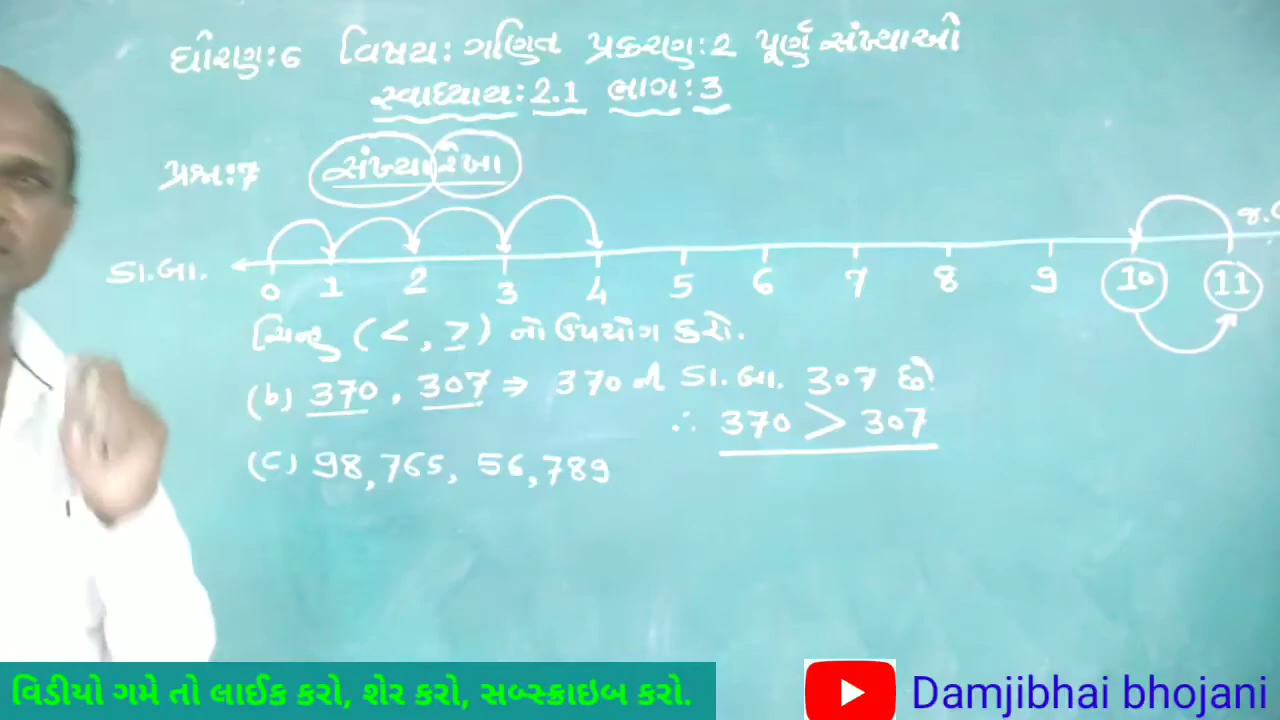 ધોરણ:6 વિષય: ગણિત પ્રકરણ:2 પૂર્ણ સંખ્યાઓ
સ્વાધ્યાય: 2.1 ભાગ: 3
પ્રશ્ન:7 સંખ્યા રેખા
ડા.બા. 0 1 2 3 4 5 6 7 8 9 10 11
ચિન્હ (<, >) નો ઉપયોગ કરો.
(b) 370, 307 ⇒ 370 ની ડા.બા. 307 છે.
∴ 370 > 307
(c) 98,765, 56,789
વિડીયો ગમે તો લાઈક કરો, શેર કરો, સબ્સ્ક્રાઇબ કરો.
Damjibhai bhojani